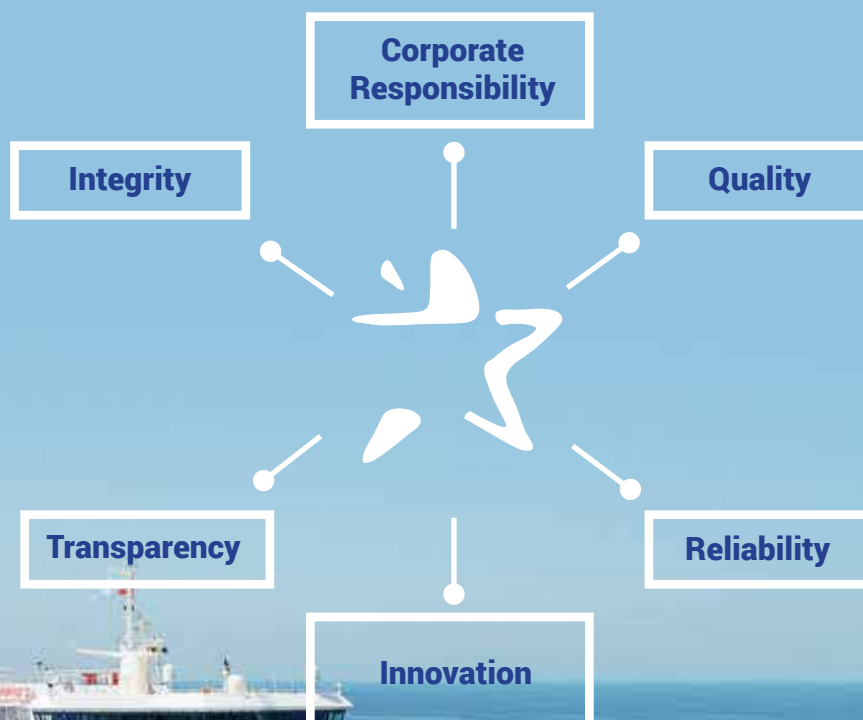 Corporate
Responsibility
Integrity
Quality
Transparency
Reliability
Innovation